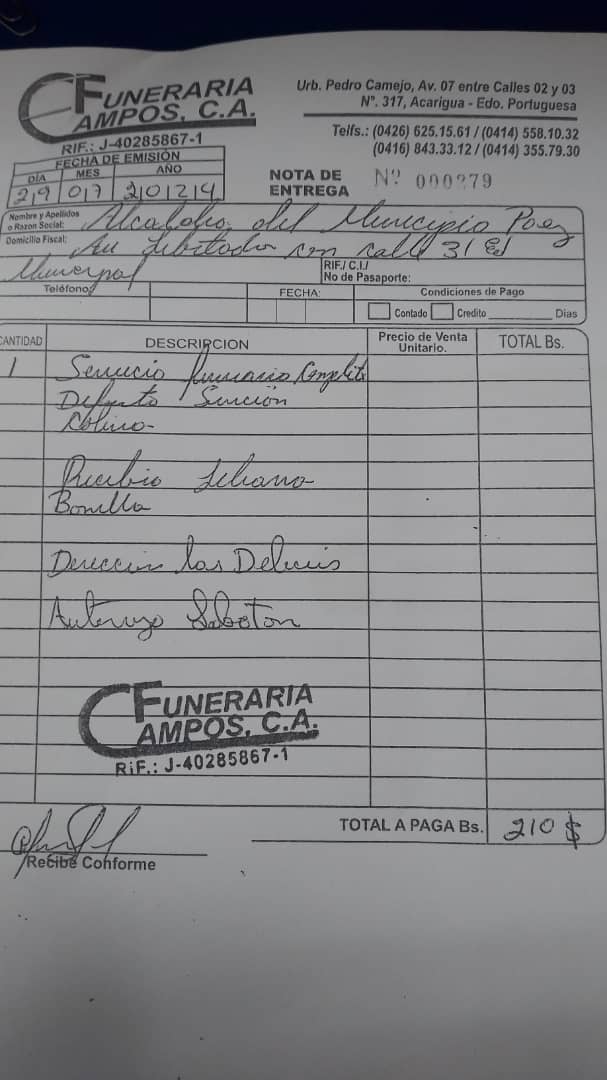 FUNERARIA
CAMPOS, C.A.
RIF.: J-40285867-1
Urb. Pedro Camejo, Av. 07 entre Calles 02 y 03
N°. 317, Acarigua - Edo. Portuguesa
Telfs.: (0426) 625.15.61 / (0414) 558.10.32
(0416) 843.33.12 / (0414) 355.79.30
FECHA DE EMISIÓN
DÍA MES AÑO
29 07 2024
NOTA DE
ENTREGA
Nº 000279
Nombre y Apellidos
o Razon Social: Alcaldia del Municipio Paez
Domicilio Fiscal: Av Libertador con calle 31 Ed
Municipal
RIF./ C.I./
No de Pasaporte:
Teléfono:
FECHA:
Condiciones de Pago
Contado Credito Dias
CANTIDAD DESCRIPCION Precio de Venta Unitario. TOTAL Bs.
1 Servicio Funerario Completo
Difunto
Recibio
Bonilla
Direccion las Delicias
Autorizo
FUNERARIA
CAMPOS, C.A.
RiF.: J-40285867-1
TOTAL A PAGA Bs. 210 $
Recibe Conforme